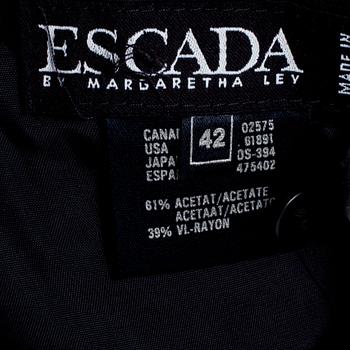 ESCADA
BY MARGARETHA LEY
MADE IN
CANA 42 02575
USA 61891
JAPA DS-394
ESPA 475402
61% ACETAT/ACETATE
ACETAAT/ACETATO
39% VI.-RAYON